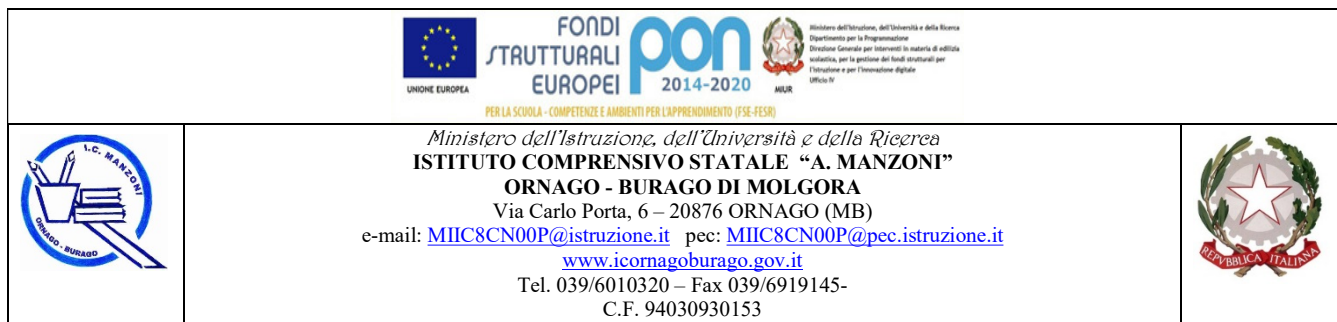 FONDI
STRUTTURALI
EUROPEI
pon
2014-2020
UNIONE EUROPEA
MIUR
Ministero dell'Istruzione, dell'Università e della Ricerca
Dipartimento per la Programmazione
Direzione Generale per interventi in materia di edilizia
scolastica, per la gestione dei fondi strutturali per
l'istruzione e per l'innovazione digitale
Ufficio IV
PER LA SCUOLA - COMPETENZE E AMBIENTI PER L'APPRENDIMENTO (FSE-FESR)
I.C. MANZONI
ORNAGO - BURAGO
Ministero dell'Istruzione, dell'Università e della Ricerca
ISTITUTO COMPRENSIVO STATALE “A. MANZONI”
ORNAGO - BURAGO DI MOLGORA
Via Carlo Porta, 6 – 20876 ORNAGO (MB)
e-mail: MIIC8CN00P@istruzione.it pec: MIIC8CN00P@pec.istruzione.it
www.icornagoburago.gov.it
Tel. 039/6010320 – Fax 039/6919145-
C.F. 94030930153
REPVBBLICA ITALIANA